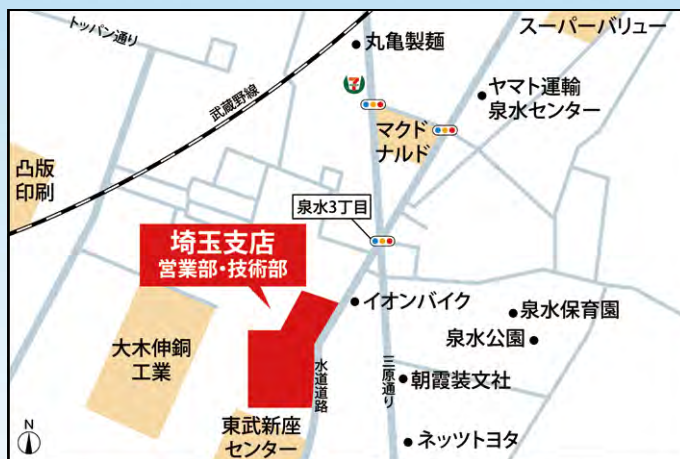 トッパン通り
丸亀製麺
スーパーバリュー
武蔵野線
7
ヤマト運輸
泉水センター
マクド
ナルド
凸版
印刷
泉水3丁目
埼玉支店
営業部・技術部
イオンバイク
泉水保育園
泉水公園
大木伸銅
工業
水道道路
三原通り
朝霞装文社
東武新座
センター
ネッツトヨタ
N